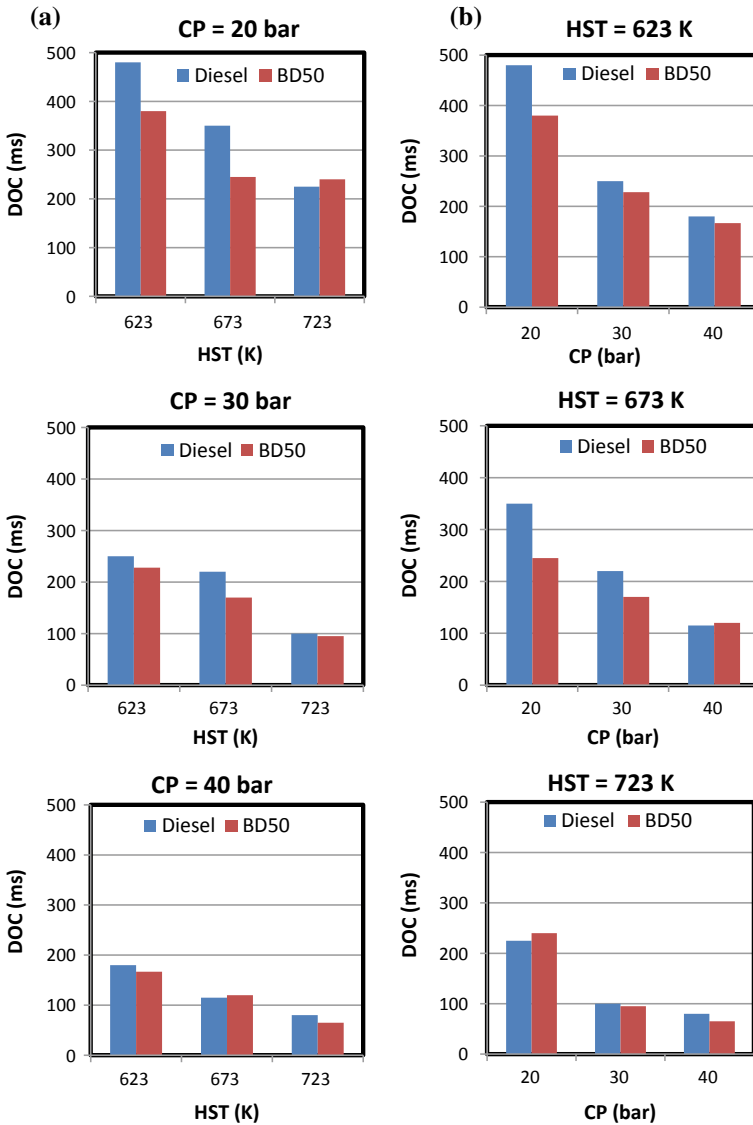 (a)
CP = 20 bar
500
400
300
200
100
0
DOC (ms)
Diesel BD50
623 673 723
HST (K)
CP = 30 bar
500
400
300
200
100
0
DOC (ms)
Diesel BD50
623 673 723
HST (K)
CP = 40 bar
500
400
300
200
100
0
DOC (ms)
Diesel BD50
623 673 723
HST (K)
(b)
HST = 623 K
500
400
300
200
100
0
DOC (ms)
Diesel BD50
20 30 40
CP (bar)
HST = 673 K
500
400
300
200
100
0
DOC (ms)
Diesel BD50
20 30 40
CP (bar)
HST = 723 K
500
400
300
200
100
0
DOC (ms)
Diesel BD50
20 30 40
CP (bar)